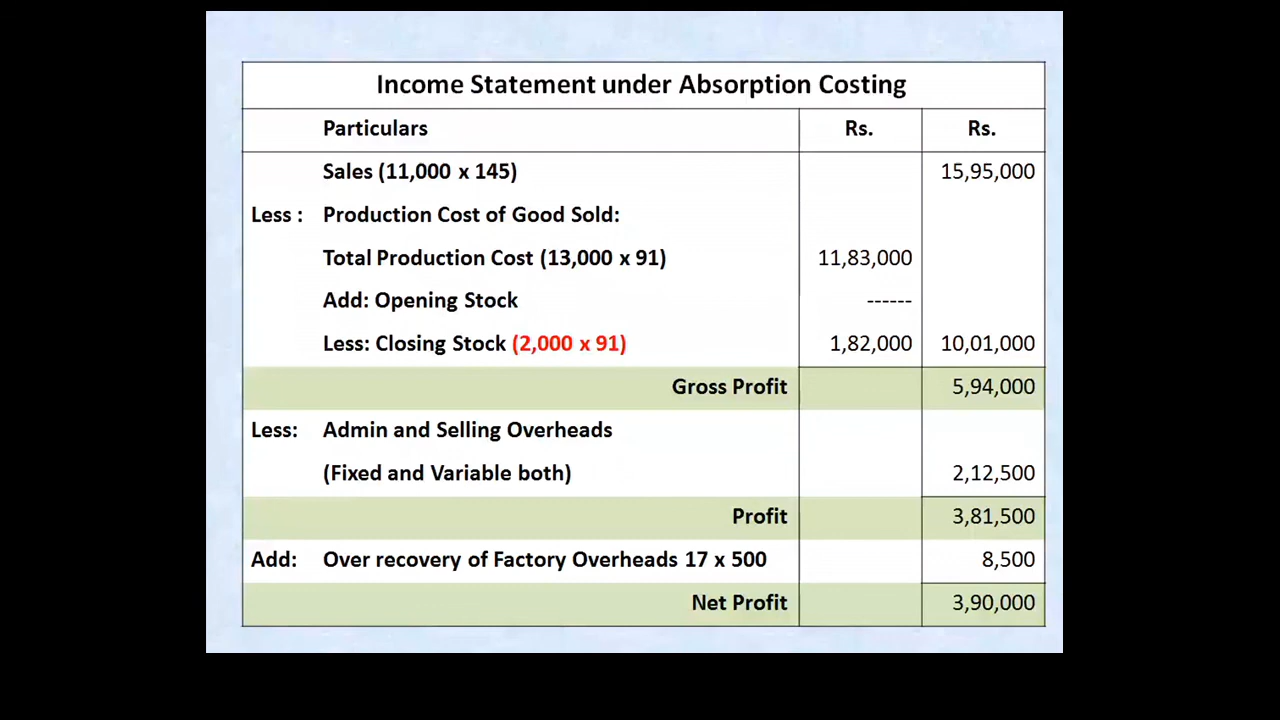 Income Statement under Absorption Costing
Particulars Rs. Rs.
Sales (11,000 x 145) 15,95,000
Less : Production Cost of Good Sold:
Total Production Cost (13,000 x 91) 11,83,000
Add: Opening Stock ------
Less: Closing Stock (2,000 x 91) 1,82,000 10,01,000
Gross Profit 5,94,000
Less: Admin and Selling Overheads
(Fixed and Variable both) 2,12,500
Profit 3,81,500
Add: Over recovery of Factory Overheads 17 x 500 8,500
Net Profit 3,90,000